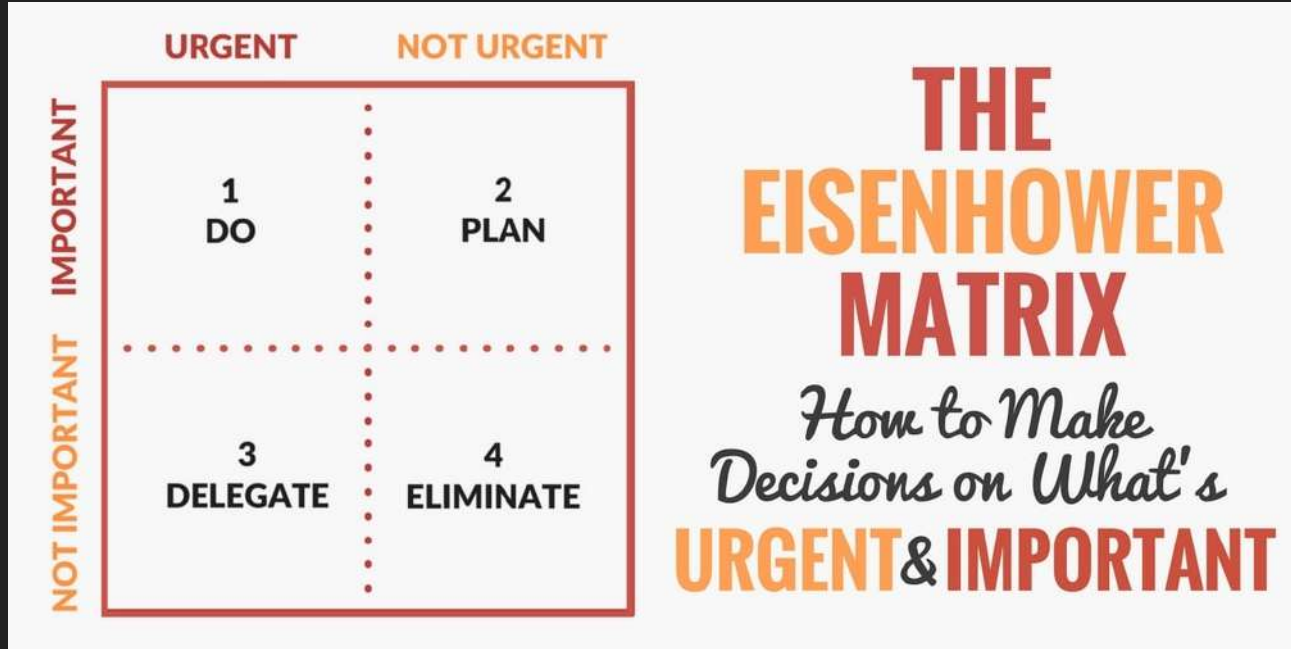 URGENT NOT URGENT
IMPORTANT
1
DO
2
PLAN
NOT IMPORTANT
3
DELEGATE
4
ELIMINATE
THE
EISENHOWER
MATRIX
How to Make
Decisions on What's
URGENT & IMPORTANT